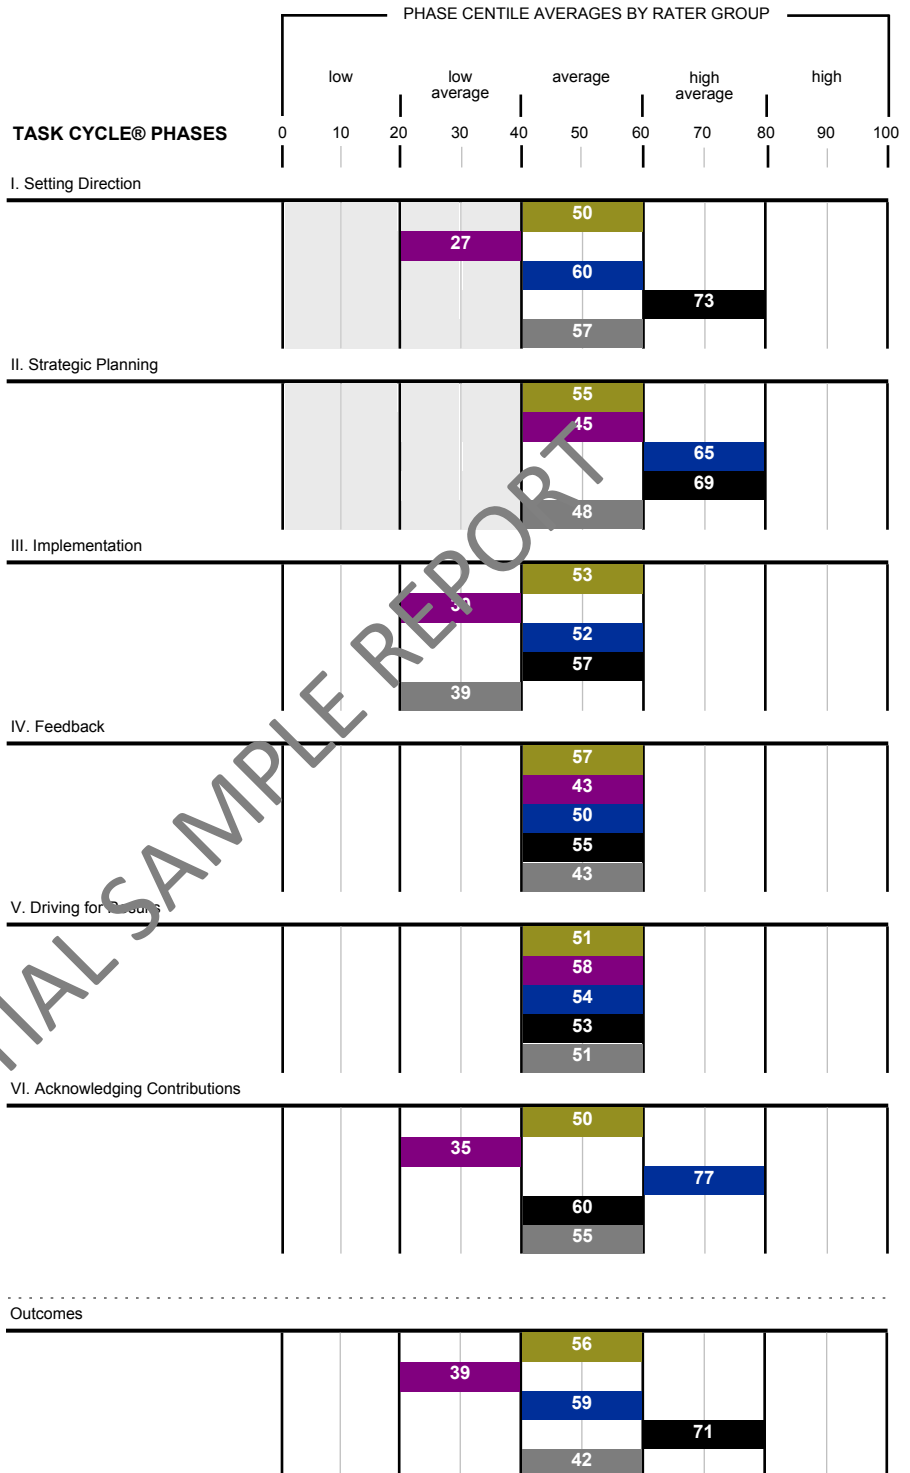 PHASE CENTILE AVERAGES BY RATER GROUP
low low average high high
average average
TASK CYCLE® PHASES 0 10 20 30 40 50 60 70 80 90 100
I. Setting Direction
50
27
60
73
57
II. Strategic Planning
55
45
65
69
48
III. Implementation
53
52
57
39
IV. Feedback
57
43
50
55
43
V. Driving for Results
51
58
54
53
51
VI. Acknowledging Contributions
50
35
77
60
55
Outcomes
56
39
59
71
42
TIAL SAMPLE REPORT